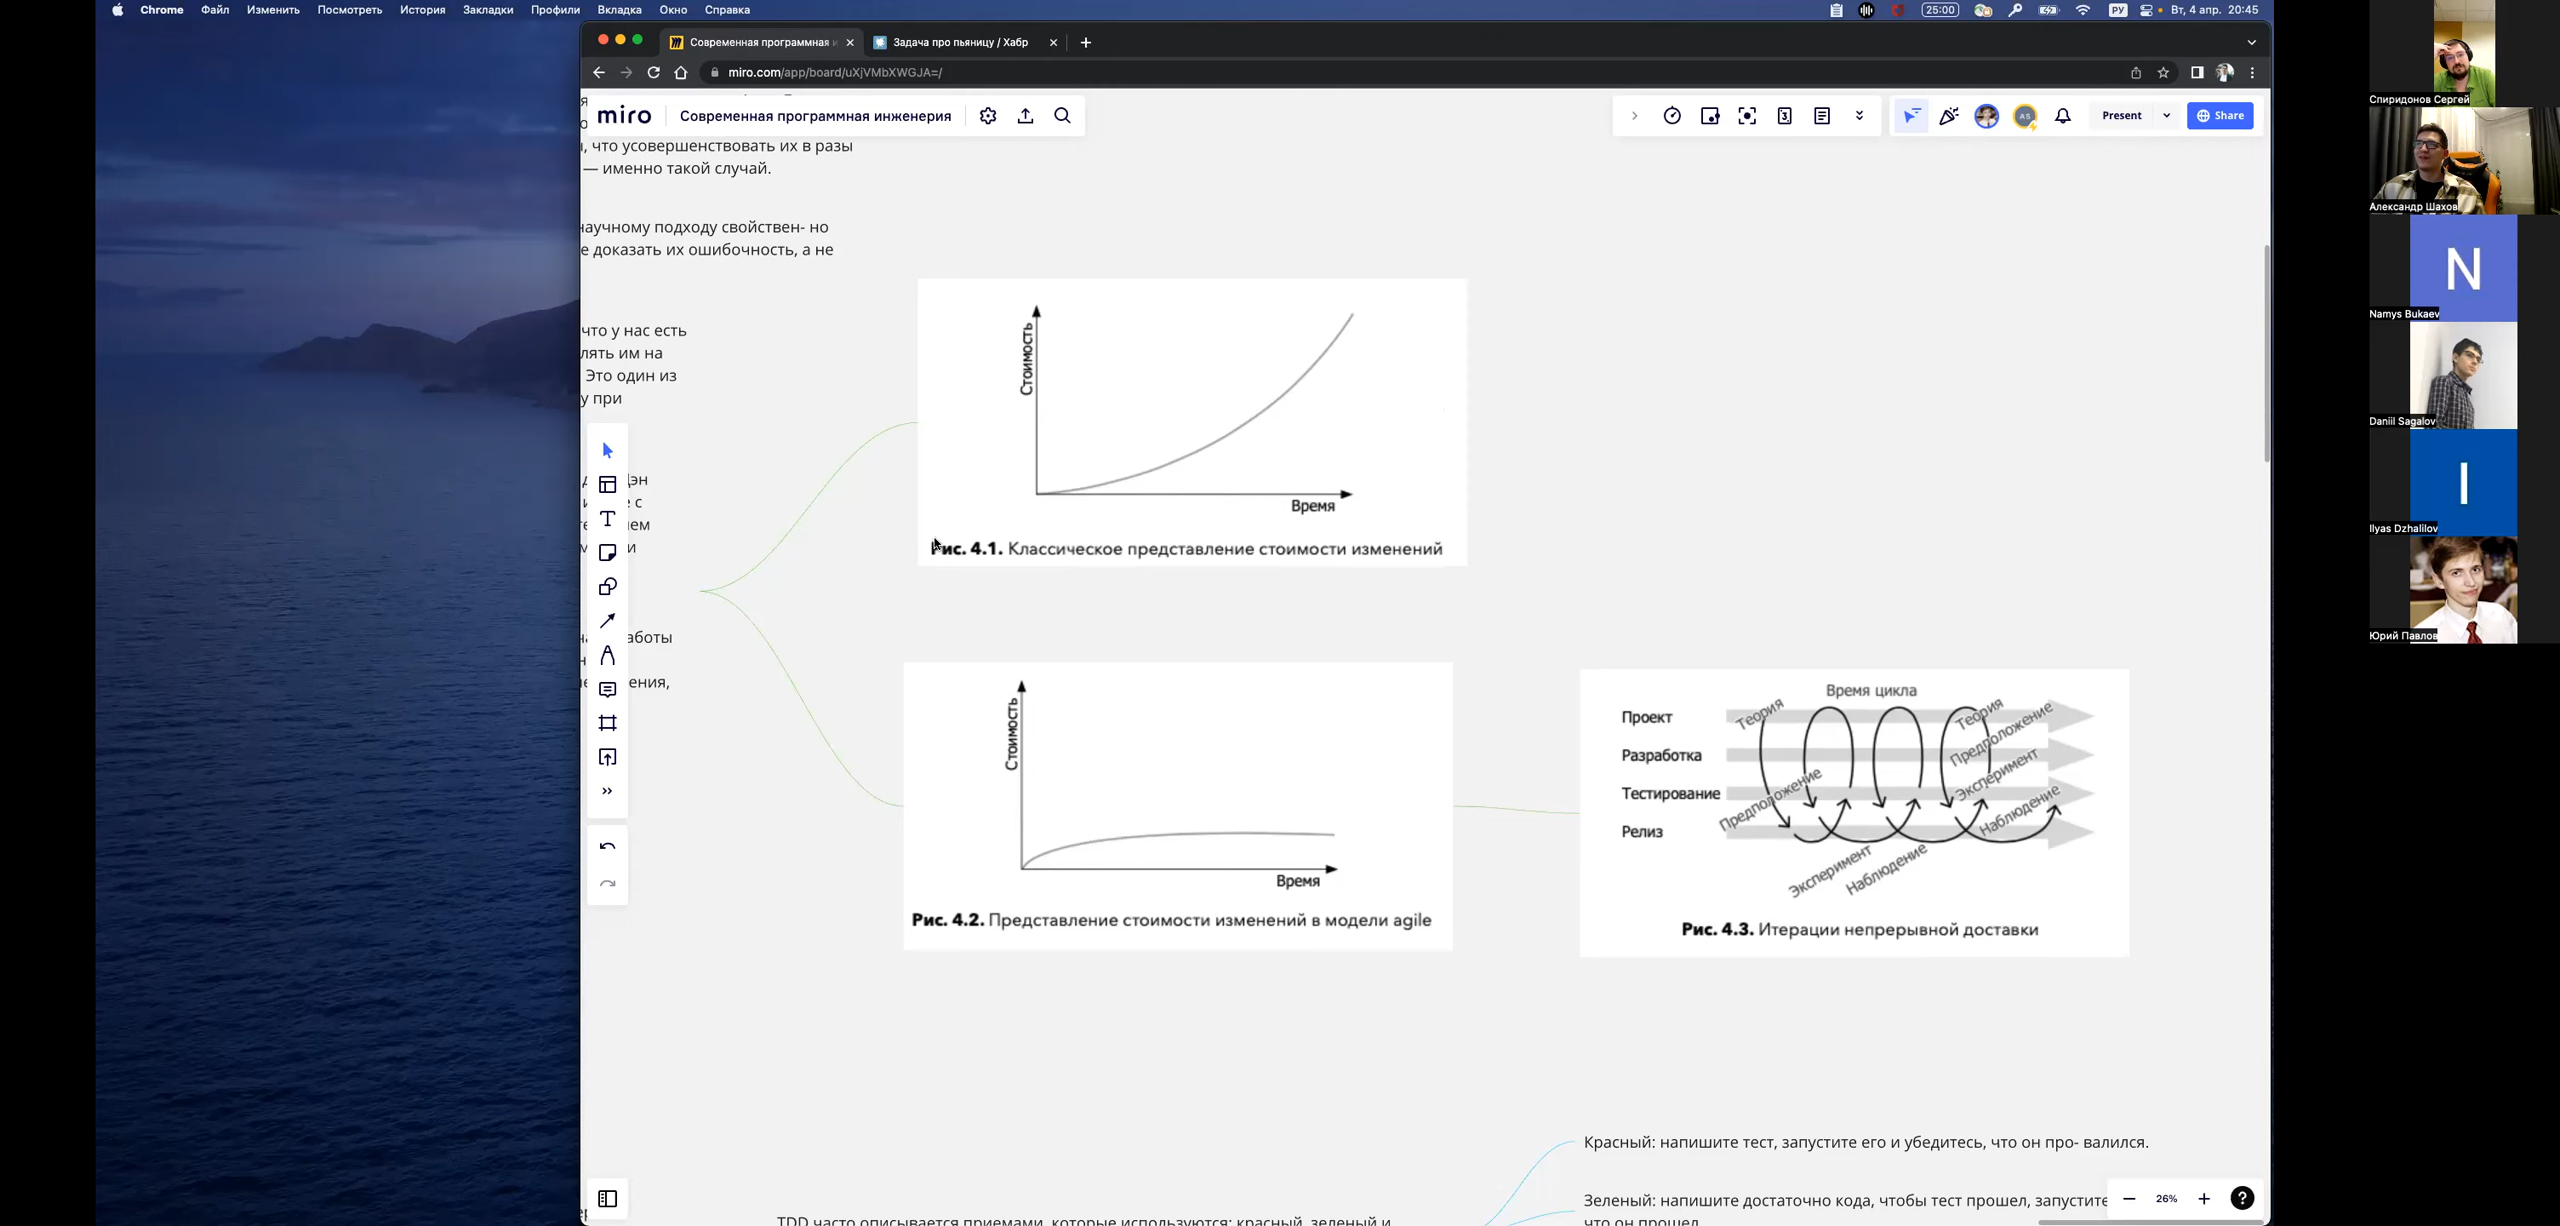 Chrome Файл Изменить Посмотреть История Закладки Профили Вкладка Окно Справка
25:00 РУ Вт, 4 апр. 20:45
Современная программная и
Задача про пьяницу / Хабр
miro.com/app/board/uXjVMbXWGJA=/
miro Современная программная инженерия
Present Share
что усовершенствовать их в разы
— именно такой случай.
научному подходу свойствен- но
доказать их ошибочность, а не
что у нас есть
лять им на
Это один из
у при
Стоимость
Время
Рис. 4.1. Классическое представление стоимости изменений
Стоимость
Время
Рис. 4.2. Представление стоимости изменений в модели agile
Время цикла
Проект
Разработка
Тестирование
Релиз
Теория
Предположение
Эксперимент
Наблюдение
Теория
Предположение
Эксперимент
Наблюдение
Рис. 4.3. Итерации непрерывной доставки
Красный: напишите тест, запустите его и убедитесь, что он про- валился.
Зеленый: напишите достаточно кода, чтобы тест прошел, запустите
что он прошел
TDD часто описывается приемами, которые используются: красный, зеленый и
26%
Спиридонов Сергей
Александр Шахов
N
Namys Bukaev
Daniil Sagalov
I
Ilyas Dzhalilov
Юрий Павлов